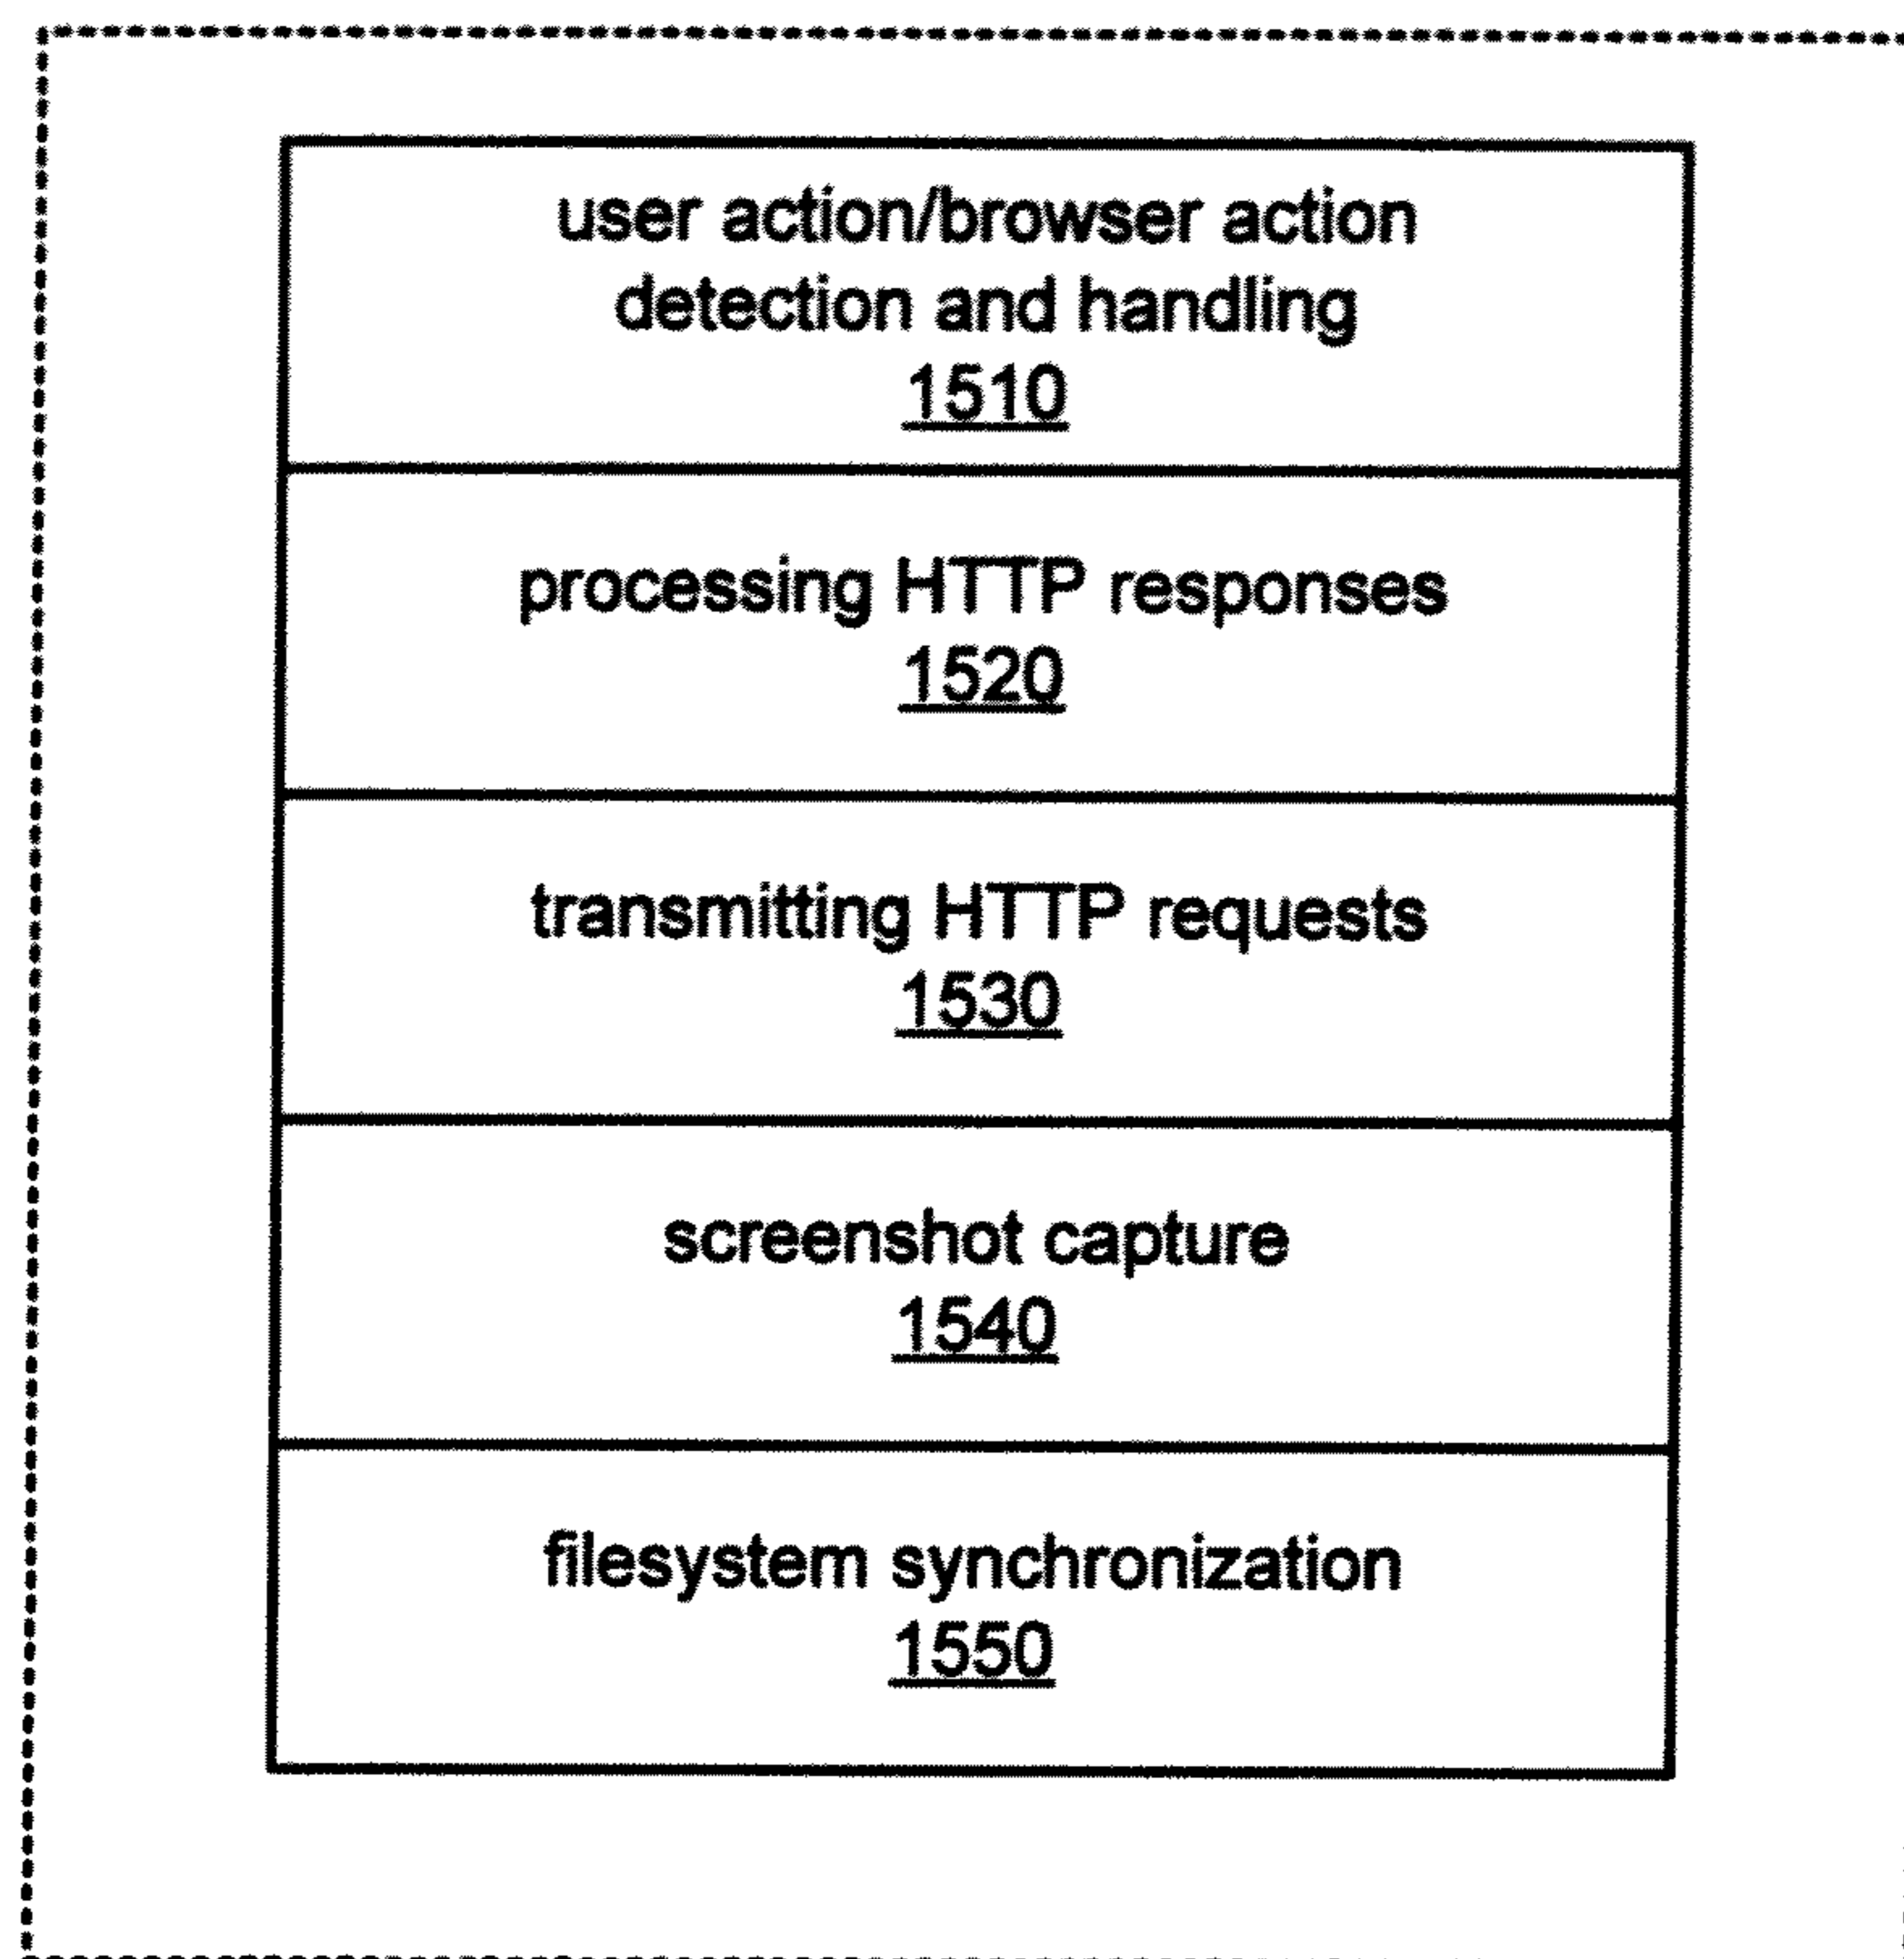 user action/browser action
detection and handling
1510
processing HTTP responses
1520
transmitting HTTP requests
1530
screenshot capture
1540
filesystem synchronization
1550